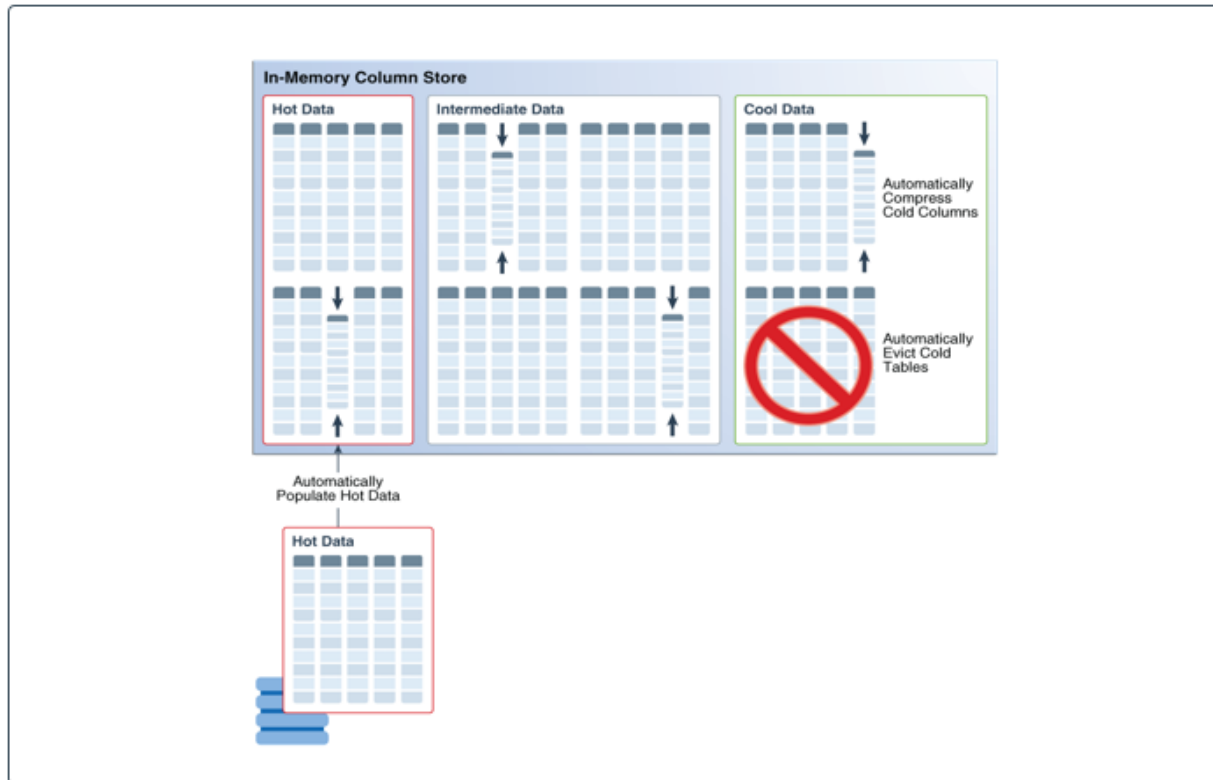 In-Memory Column Store
Hot Data
Intermediate Data
Cool Data
Automatically
Compress
Cold Columns
Automatically
Evict Cold
Tables
Automatically
Populate Hot Data
Hot Data